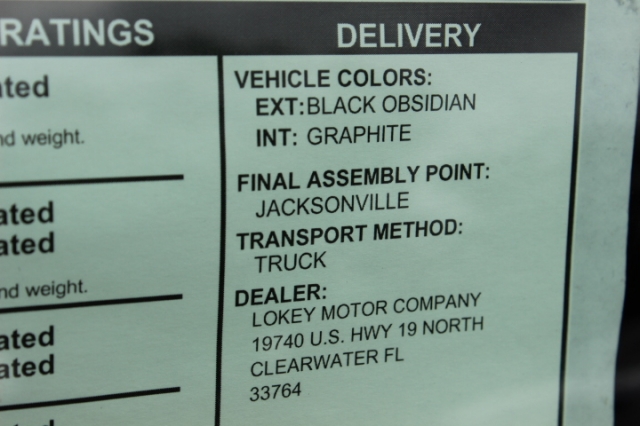 RATINGS
ated
nd weight.
ated
ated
nd weight.
ated
ated
DELIVERY
VEHICLE COLORS:
EXT:BLACK OBSIDIAN
INT: GRAPHITE
FINAL ASSEMBLY POINT:
JACKSONVILLE
TRANSPORT METHOD:
TRUCK
DEALER:
LOKEY MOTOR COMPANY
19740 U.S. HWY 19 NORTH
CLEARWATER FL
33764